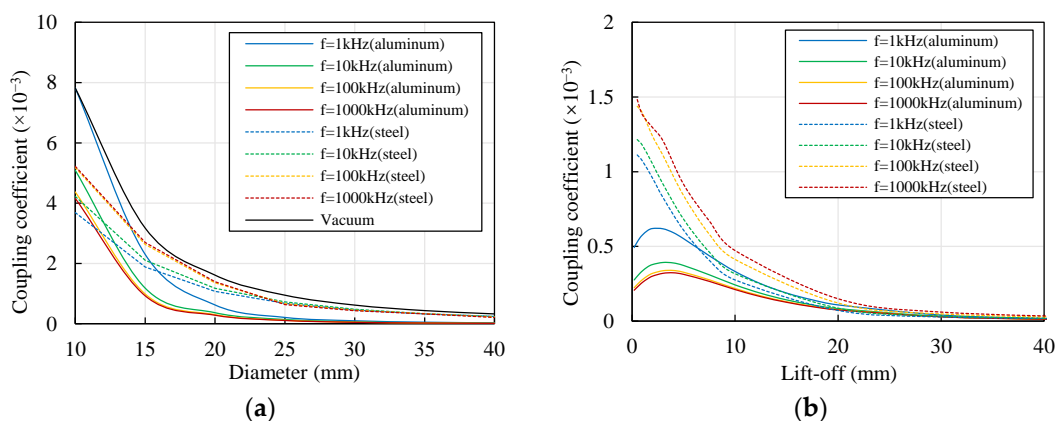 10
8
6
4
2
0
Coupling coefficient (×10⁻³)
f=1kHz(aluminum)
f=10kHz(aluminum)
f=100kHz(aluminum)
f=1000kHz(aluminum)
f=1kHz(steel)
f=10kHz(steel)
f=100kHz(steel)
f=1000kHz(steel)
Vacuum
10 15 20 25 30 35 40
Diameter (mm)
(a)
2
1.5
1
0.5
0
Coupling coefficient (×10⁻³)
f=1kHz(aluminum)
f=10kHz(aluminum)
f=100kHz(aluminum)
f=1000kHz(aluminum)
f=1kHz(steel)
f=10kHz(steel)
f=100kHz(steel)
f=1000kHz(steel)
0 10 20 30 40
Lift-off (mm)
(b)